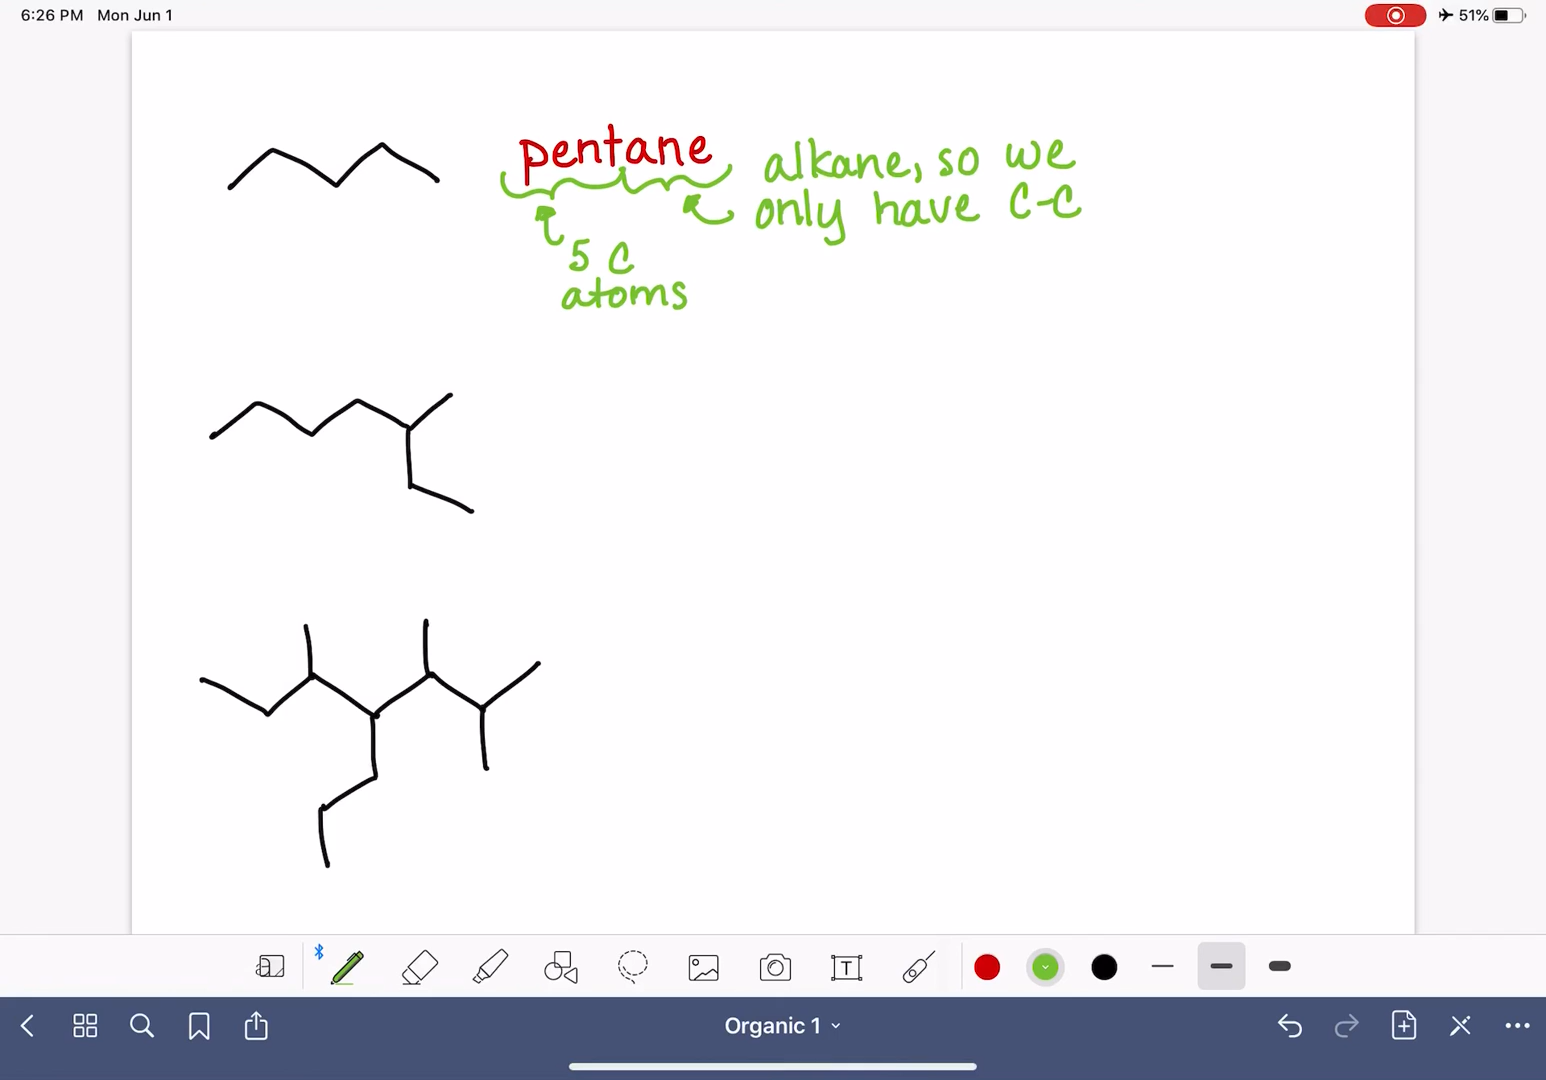 6:26 PM Mon Jun 1
51%
pentane
alkane, so we
only have C-C
5 C
atoms
T
Organic 1